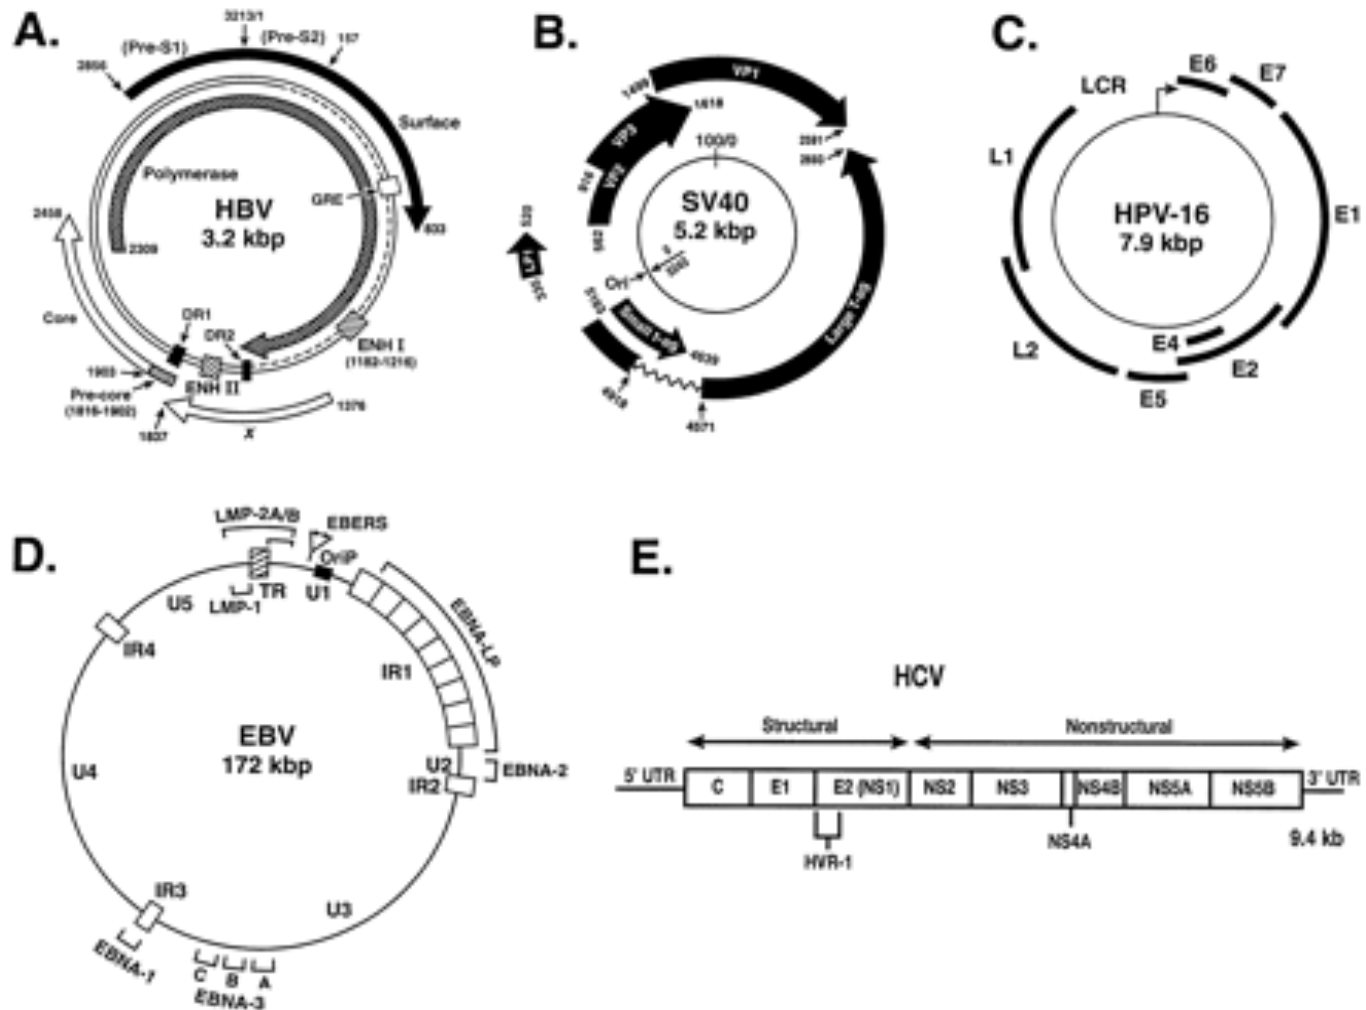 A.
3213/1
(Pre-S1)
(Pre-S2)
157
2856
Surface
Polymerase
GRE
HBV
3.2 kbp
2458
833
2309
Core
DR1
DR2
ENH I
(1182-1216)
1903
ENH II
Pre-core
(1816-1902)
1376
1837
X
B.
VP1
1499
1618
VP3
VP2
916
100/0
2591
SV40
5.2 kbp
562
Ori
5163
Small t-ag
Large T-ag
4639
4918
4571
C.
LCR
E6
E7
L1
HPV-16
7.9 kbp
E1
E4
L2
E2
E5
D.
LMP-2A/B
EBERS
OriP
TR
U1
LMP-1
U5
EBNA-LP
IR4
IR1
EBV
172 kbp
U4
U2
IR2
EBNA-2
IR3
U3
EBNA-1
C
B
A
EBNA-3
E.
HCV
Structural
Nonstructural
5' UTR
C
E1
E2 (NS1)
NS2
NS3
NS4B
NS5A
NS5B
3' UTR
HVR-1
NS4A
9.4 kb